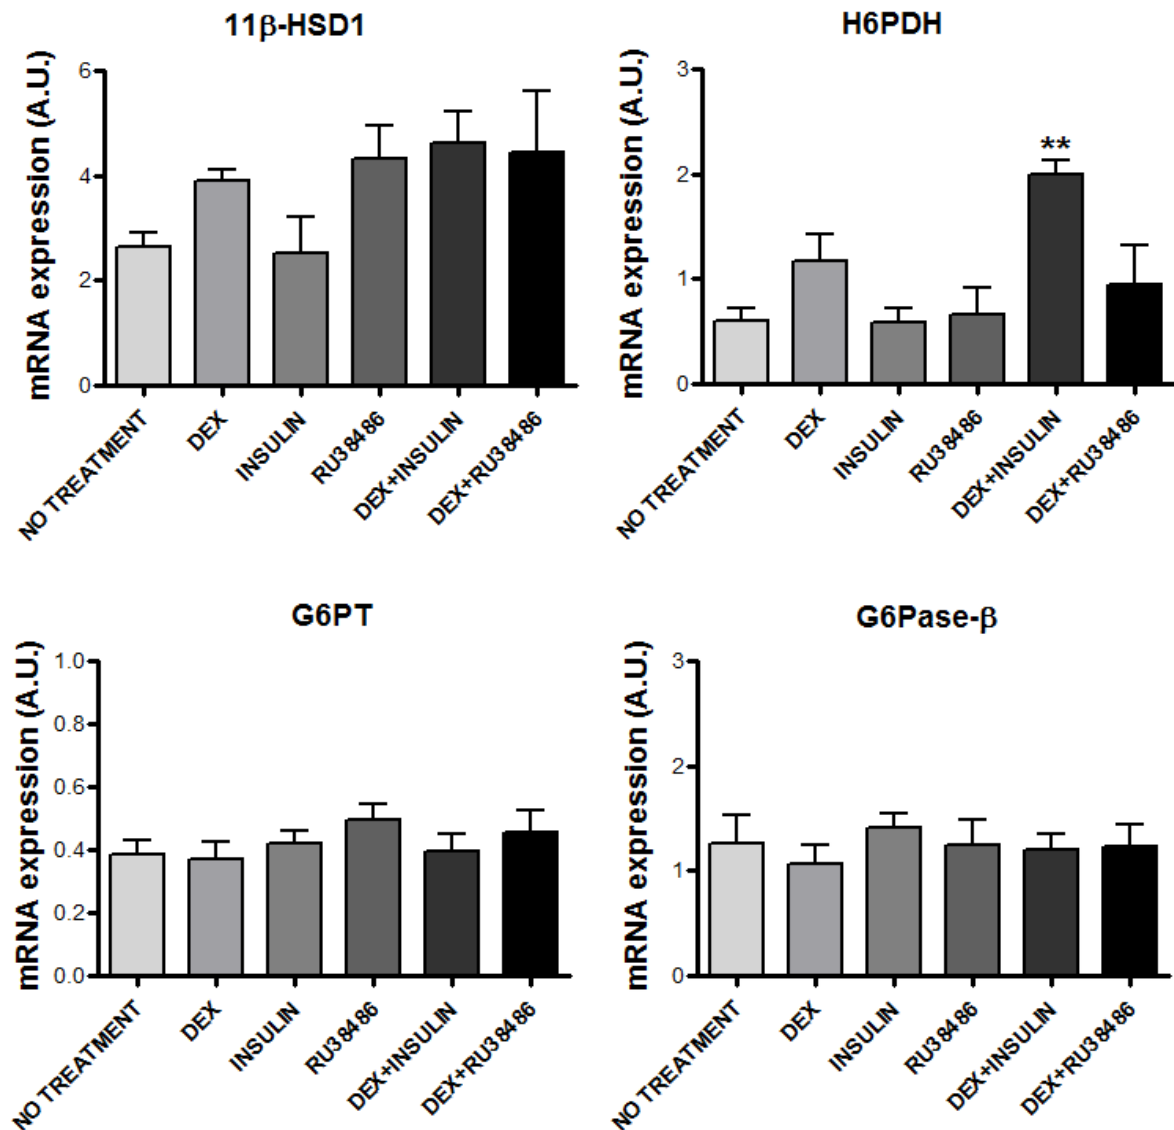 11β-HSD1
mRNA expression (A.U.)
6
4
2
0
NO TREATMENT
DEX
INSULIN
RU38486
DEX+INSULIN
DEX+RU38486
H6PDH
mRNA expression (A.U.)
3
2
1
0
**
NO TREATMENT
DEX
INSULIN
RU38486
DEX+INSULIN
DEX+RU38486
G6PT
mRNA expression (A.U.)
1.0
0.8
0.6
0.4
0.2
0.0
NO TREATMENT
DEX
INSULIN
RU38486
DEX+INSULIN
DEX+RU38486
G6Pase-β
mRNA expression (A.U.)
3
2
1
0
NO TREATMENT
DEX
INSULIN
RU38486
DEX+INSULIN
DEX+RU38486